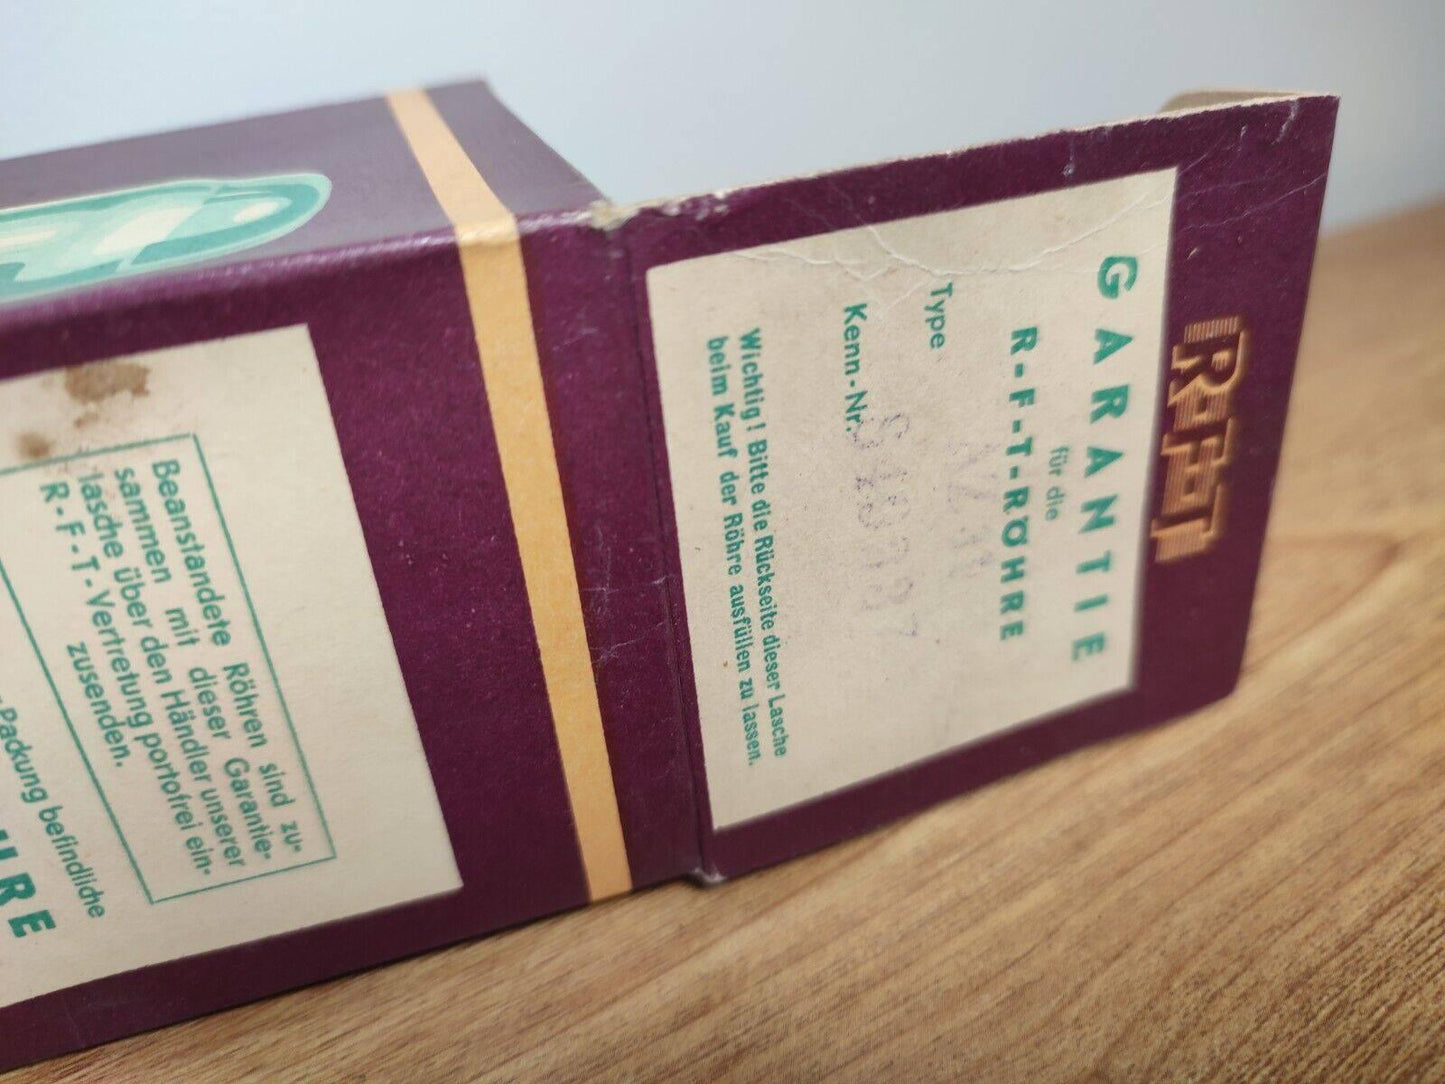 RFT
GARANTIE
für die
R-F-T-RÖHRE
Type
Kenn-Nr.
Wichtig! Bitte die Rückseite dieser Lasche
beim Kauf der Röhre ausfüllen zu lassen.
Beanstandete Röhren sind zu-
sammen mit dieser Garantie-
lasche über den Händler unserer
R-F-T-Vertretung portofrei ein-
zusenden.
-Packung befindliche